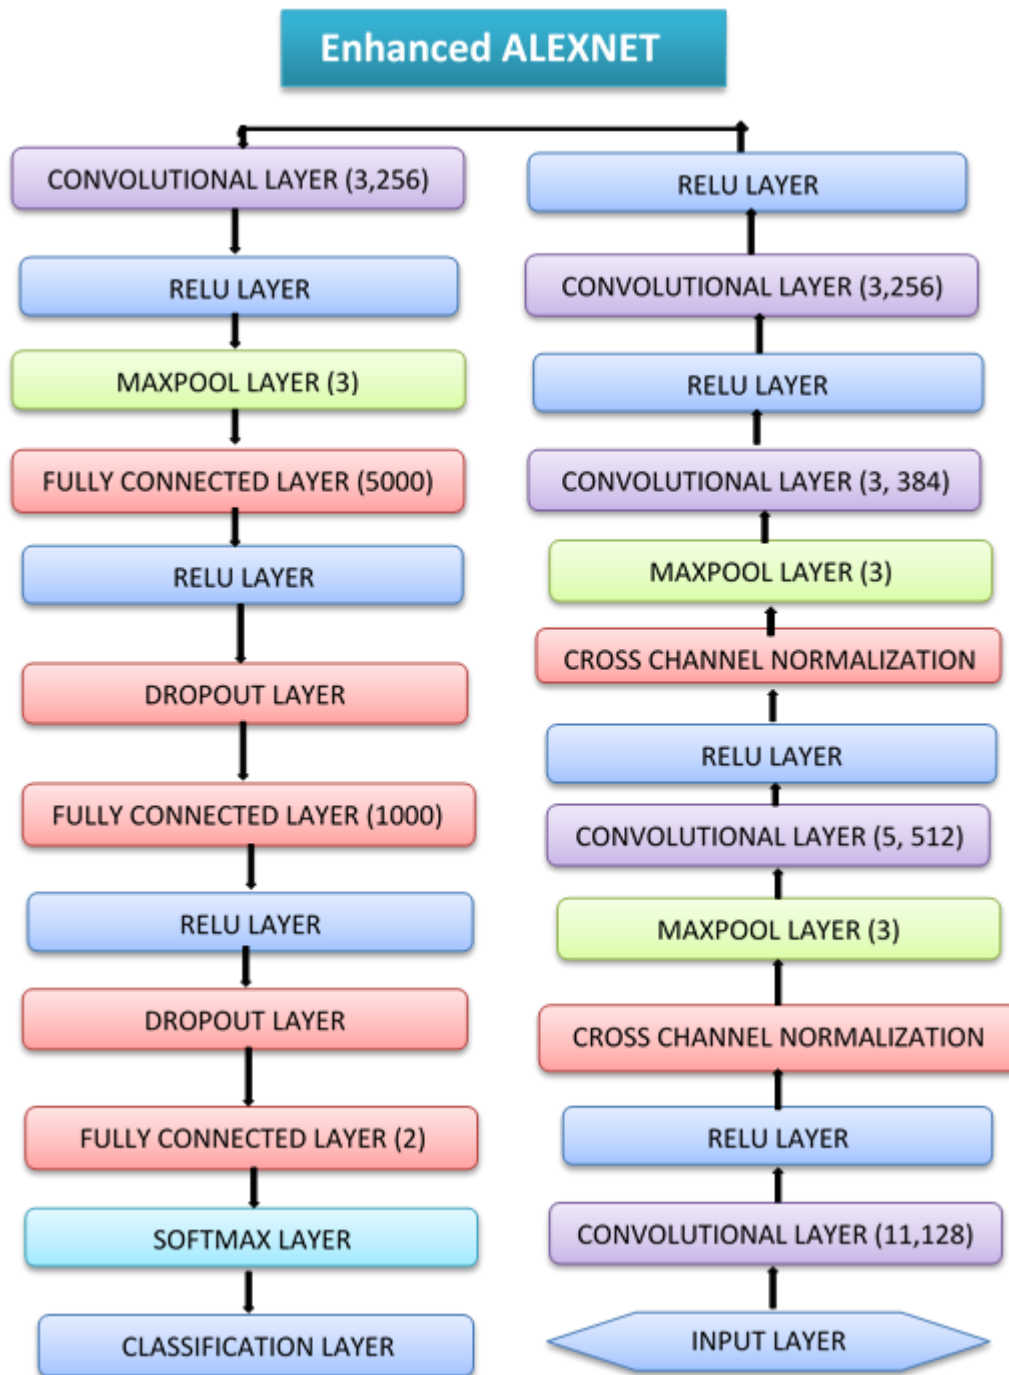 Enhanced ALEXNET
CONVOLUTIONAL LAYER (3,256)
RELU LAYER
MAXPOOL LAYER (3)
FULLY CONNECTED LAYER (5000)
RELU LAYER
DROPOUT LAYER
FULLY CONNECTED LAYER (1000)
RELU LAYER
DROPOUT LAYER
FULLY CONNECTED LAYER (2)
SOFTMAX LAYER
CLASSIFICATION LAYER
RELU LAYER
CONVOLUTIONAL LAYER (3,256)
RELU LAYER
CONVOLUTIONAL LAYER (3, 384)
MAXPOOL LAYER (3)
CROSS CHANNEL NORMALIZATION
RELU LAYER
CONVOLUTIONAL LAYER (5, 512)
MAXPOOL LAYER (3)
CROSS CHANNEL NORMALIZATION
RELU LAYER
CONVOLUTIONAL LAYER (11,128)
INPUT LAYER